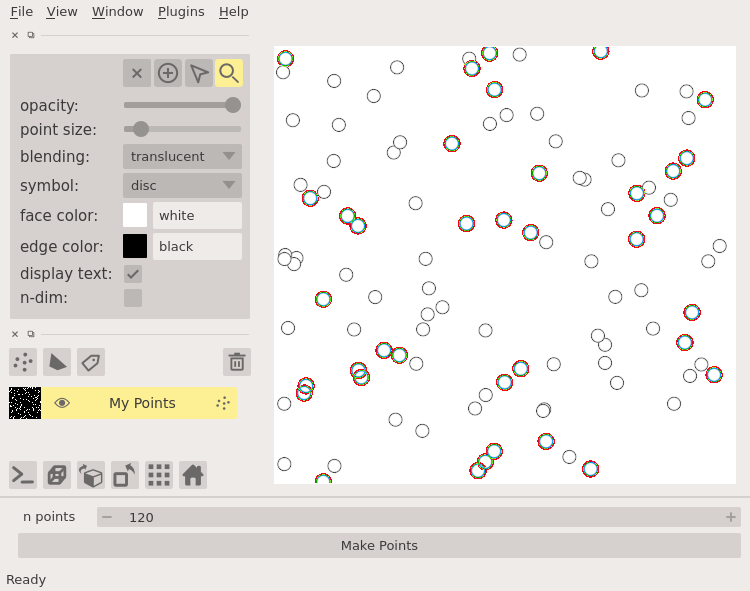 File View Window Plugins Help
opacity:
point size:
blending: translucent
symbol: disc
face color: white
edge color: black
display text:
n-dim:
My Points
n points 120
Make Points
Ready